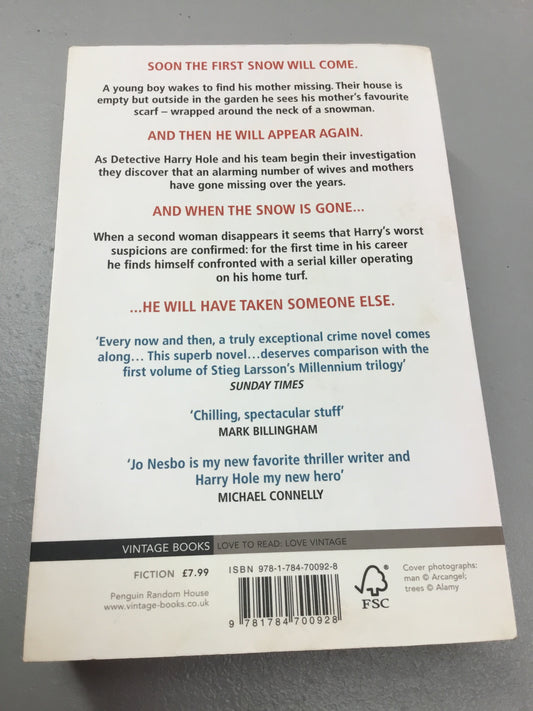 SOON THE FIRST SNOW WILL COME.
A young boy wakes to find his mother missing. Their house is
empty but outside in the garden he sees his mother's favourite
scarf – wrapped around the neck of a snowman.
AND THEN HE WILL APPEAR AGAIN.
As Detective Harry Hole and his team begin their investigation
they discover that an alarming number of wives and mothers
have gone missing over the years.
AND WHEN THE SNOW IS GONE...
When a second woman disappears it seems that Harry's worst
suspicions are confirmed: for the first time in his career
he finds himself confronted with a serial killer operating
on his home turf.
...HE WILL HAVE TAKEN SOMEONE ELSE.
'Every now and then, a truly exceptional crime novel comes
along... This superb novel...deserves comparison with the
first volume of Stieg Larsson's Millennium trilogy'
SUNDAY TIMES
'Chilling, spectacular stuff'
MARK BILLINGHAM
'Jo Nesbo is my new favorite thriller writer and
Harry Hole my new hero'
MICHAEL CONNELLY
VINTAGE BOOKS LOVE TO READ: LOVE VINTAGE
FICTION £7.99
Penguin Random House
www.vintage-books.co.uk
ISBN 978-1-784-70092-8
9 781784 700928
FSC
Cover photographs:
man © Arcangel;
trees © Alamy